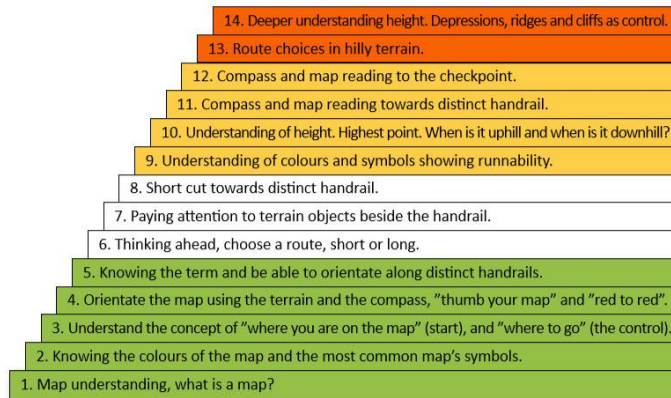 14. Deeper understanding height. Depressions, ridges and cliffs as control.
13. Route choices in hilly terrain.
12. Compass and map reading to the checkpoint.
11. Compass and map reading towards distinct handrail.
10. Understanding of height. Highest point. When is it uphill and when is it downhill?
9. Understanding of colours and symbols showing runnability.
8. Short cut towards distinct handrail.
7. Paying attention to terrain objects beside the handrail.
6. Thinking ahead, choose a route, short or long.
5. Knowing the term and be able to orientate along distinct handrails.
4. Orientate the map using the terrain and the compass, ”thumb your map” and ”red to red”.
3. Understand the concept of ”where you are on the map” (start), and ”where to go” (the control).
2. Knowing the colours of the map and the most common map’s symbols.
1. Map understanding, what is a map?